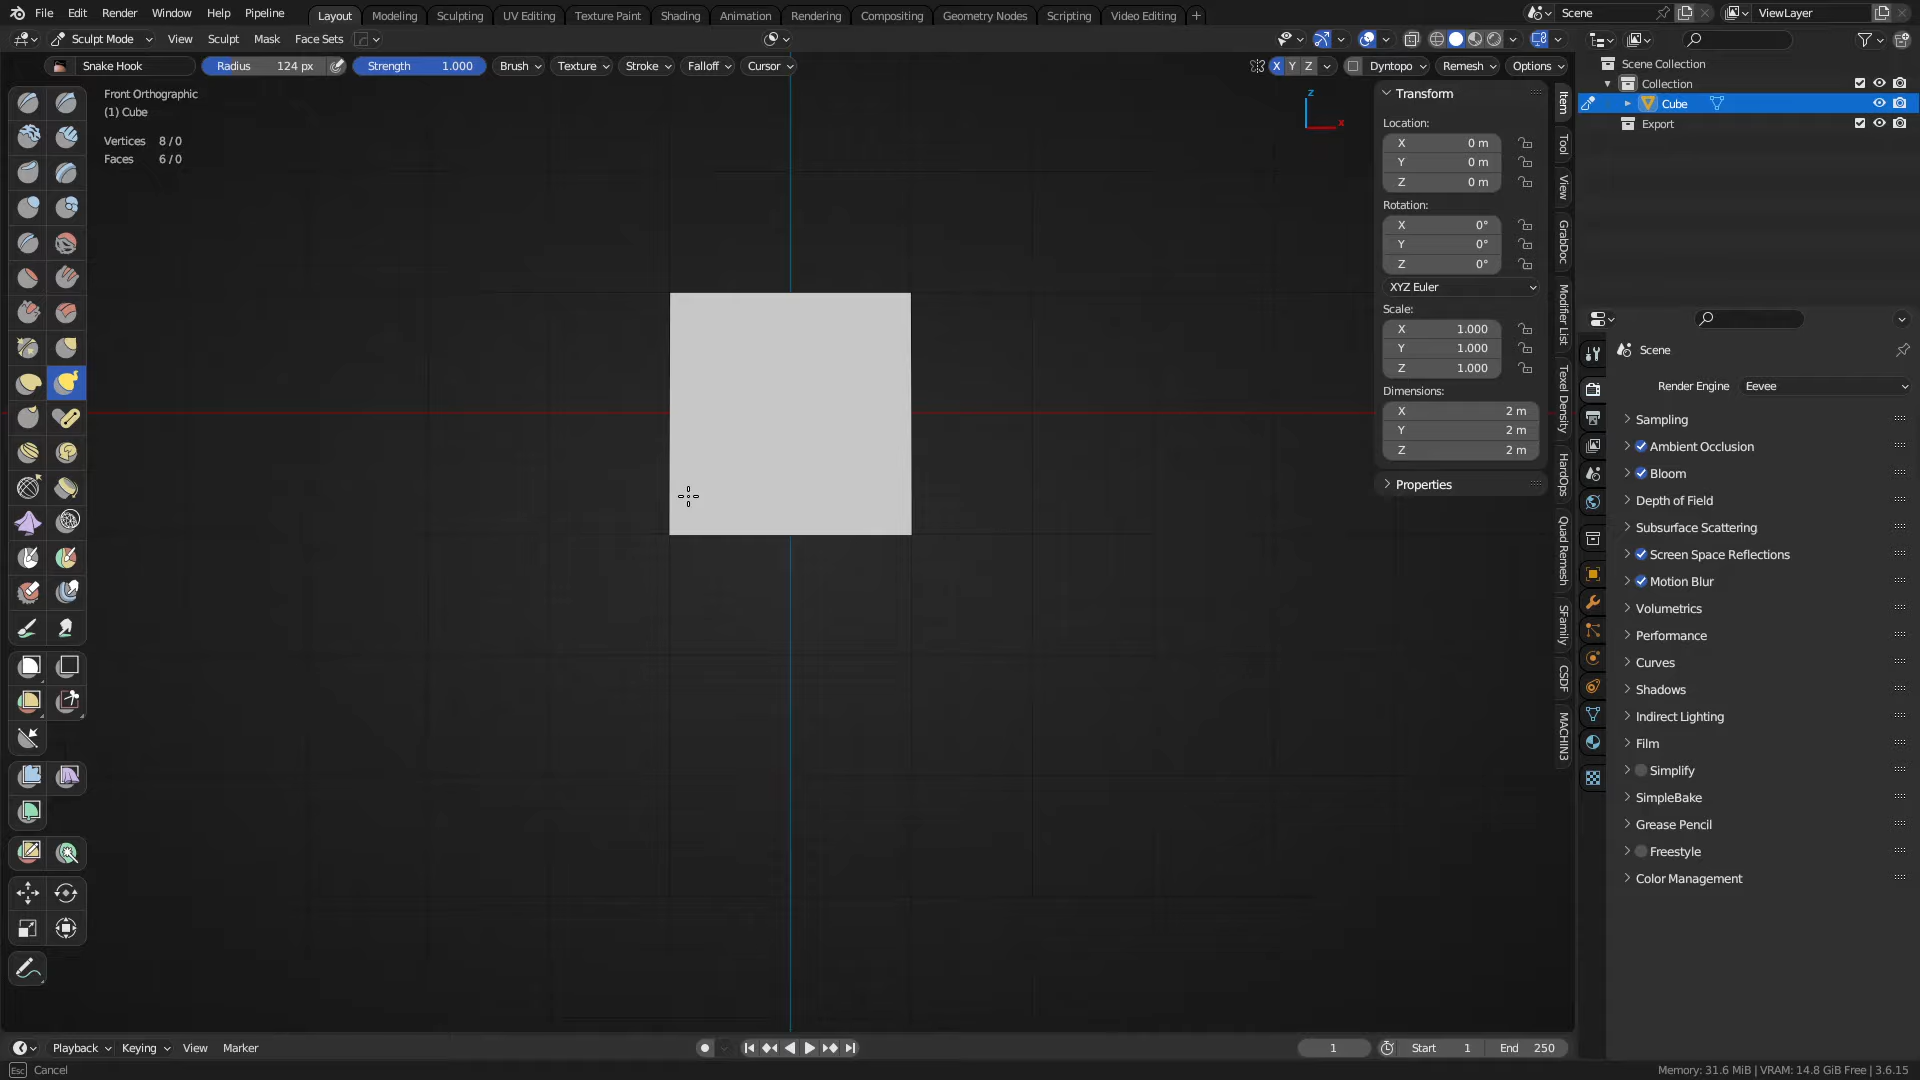 File Edit Render Window Help Pipeline Layout Modeling Sculpting UV Editing Texture Paint Shading Animation Rendering Compositing Geometry Nodes Scripting Video Editing + Scene ViewLayer
Sculpt Mode View Sculpt Mask Face Sets
Snake Hook Radius 124 px Strength 1.000 Brush Texture Stroke Falloff Cursor X Y Z Dyntopo Remesh Options
Front Orthographic
(1) Cube
Vertices 8 / 0
Faces 6 / 0
Z
X
Transform
Location:
X 0 m
Y 0 m
Z 0 m
Rotation:
X 0°
Y 0°
Z 0°
XYZ Euler
Scale:
X 1.000
Y 1.000
Z 1.000
Dimensions:
X 2 m
Y 2 m
Z 2 m
Properties
Item
Tool
View
GrabDoc
Modifier List
Texel Density
HardOps
Quad Remesh
SFamily
CSDF
MACHIN3
Scene Collection
Collection
Cube
Export
Scene
Render Engine Eevee
Sampling
Ambient Occlusion
Bloom
Depth of Field
Subsurface Scattering
Screen Space Reflections
Motion Blur
Volumetrics
Performance
Curves
Shadows
Indirect Lighting
Film
Simplify
SimpleBake
Grease Pencil
Freestyle
Color Management
Playback Keying View Marker 1 Start 1 End 250
Esc Cancel Memory: 31.6 MiB | VRAM: 14.8 GiB Free | 3.6.15